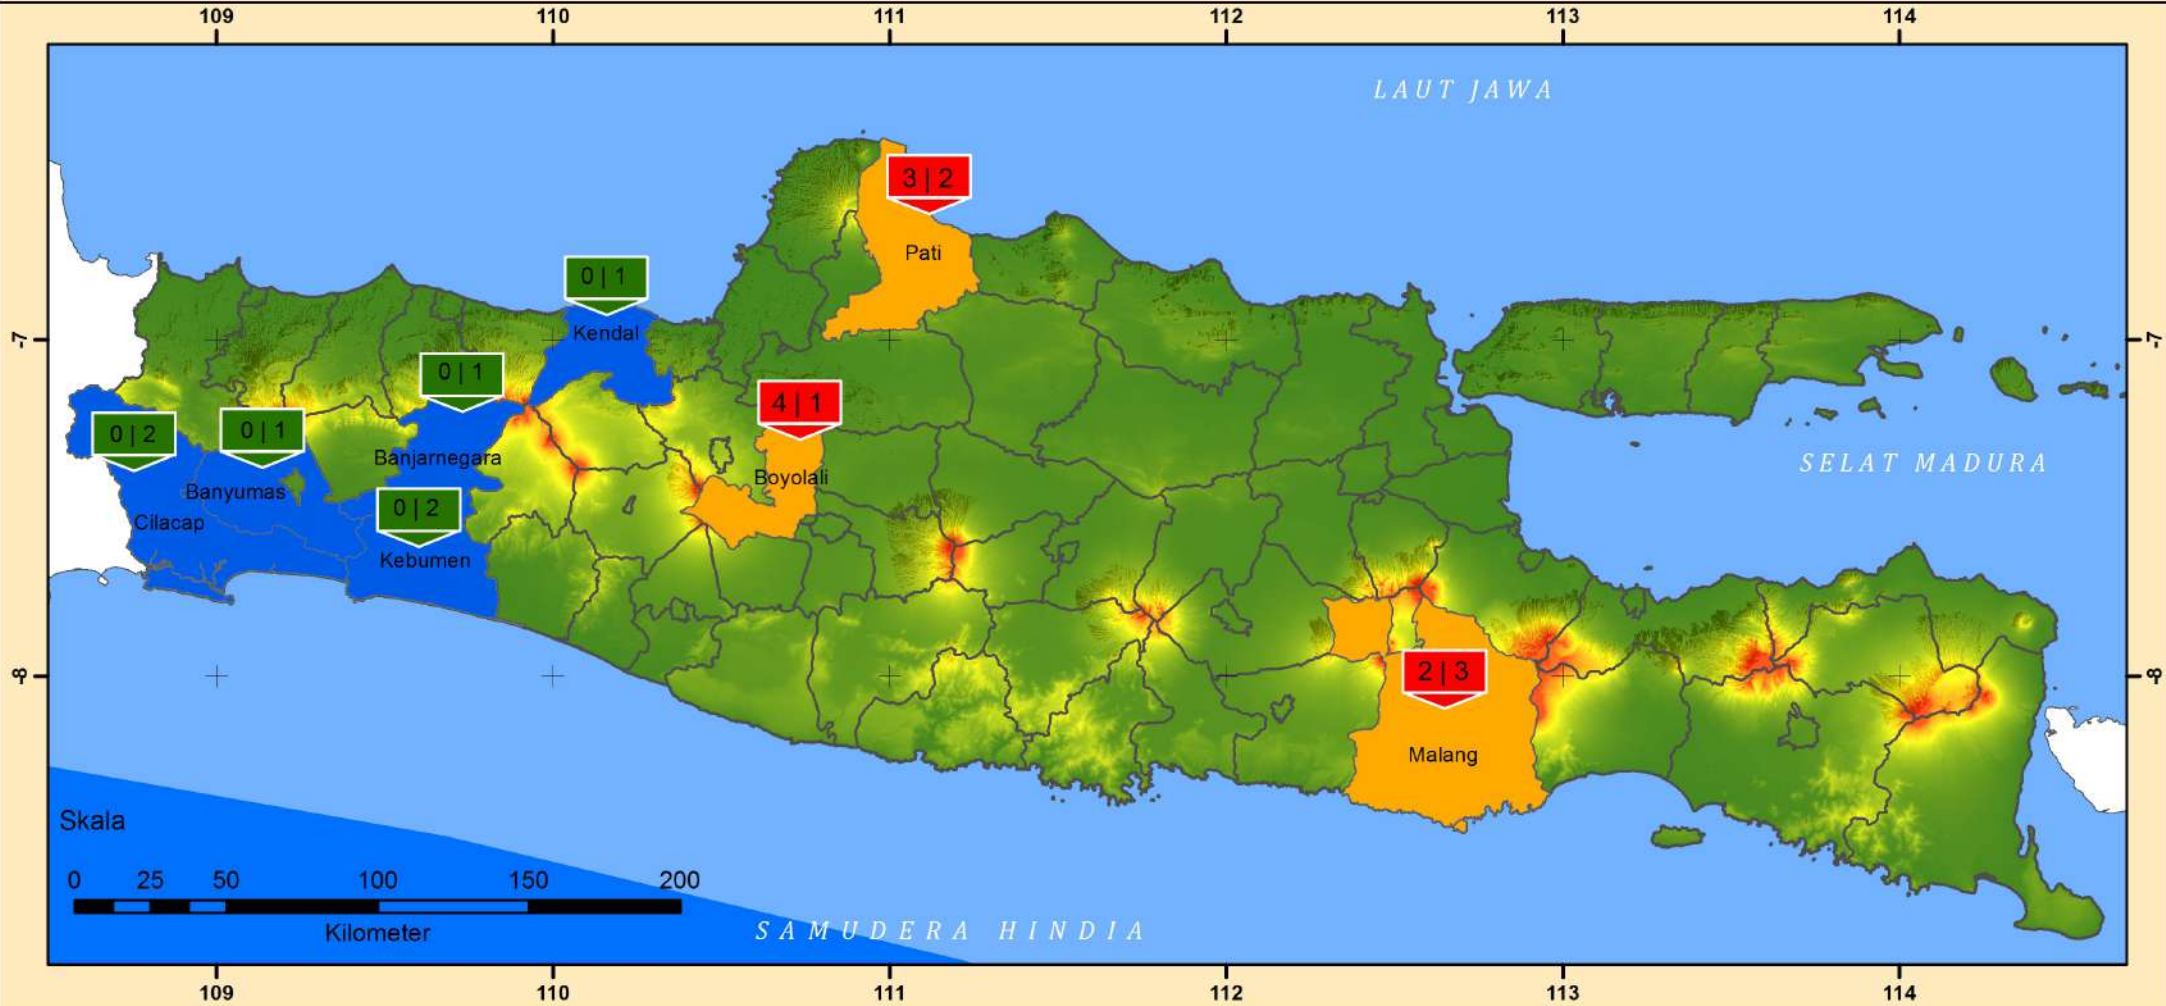 109 110 111 112 113 114
LAUT JAWA
3 | 2
Pati
0 | 1
Kendal
-7 -7
0 | 1
4 | 1
0 | 2 0 | 1
Banjarnegara
SELAT MADURA
Boyolali
Banyumas
0 | 2
Cilacap
Kebumen
2 | 3
-8 -8
Malang
Skala
0 25 50 100 150 200
Kilometer
SAMUDERA HINDIA
109 110 111 112 113 114